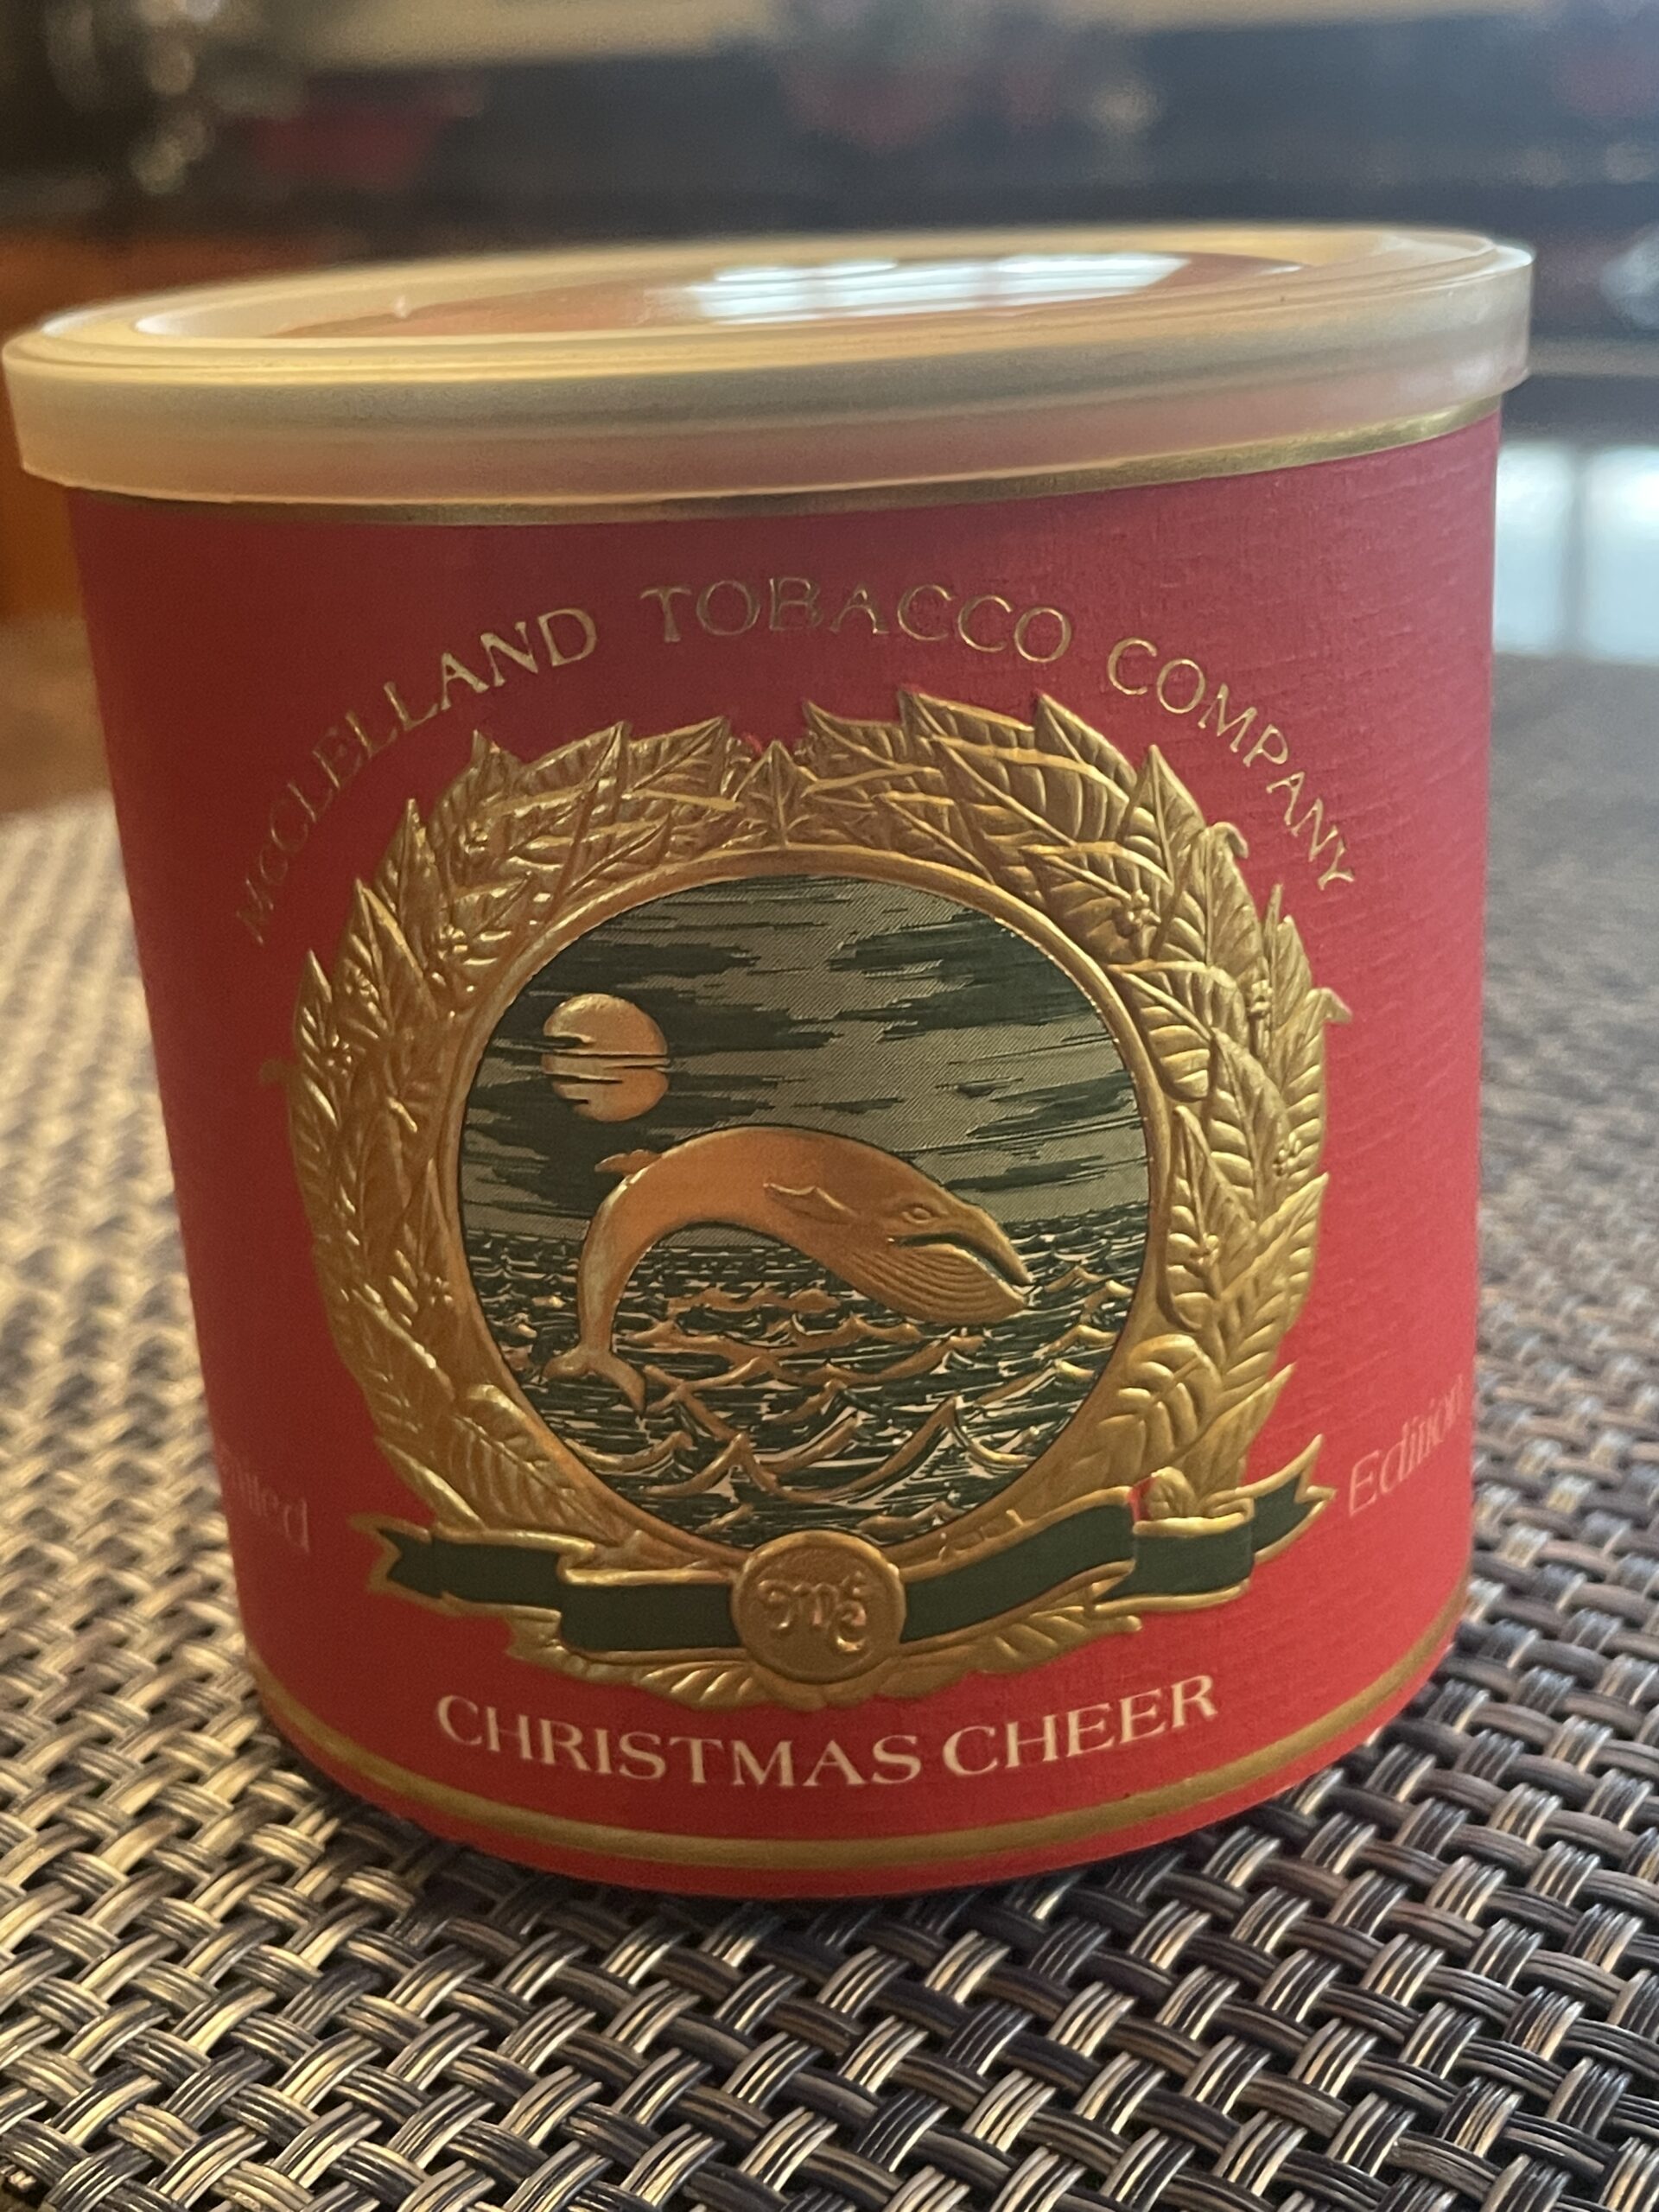 McCLELLAND TOBACCO COMPANY
Edition
CHRISTMAS CHEER